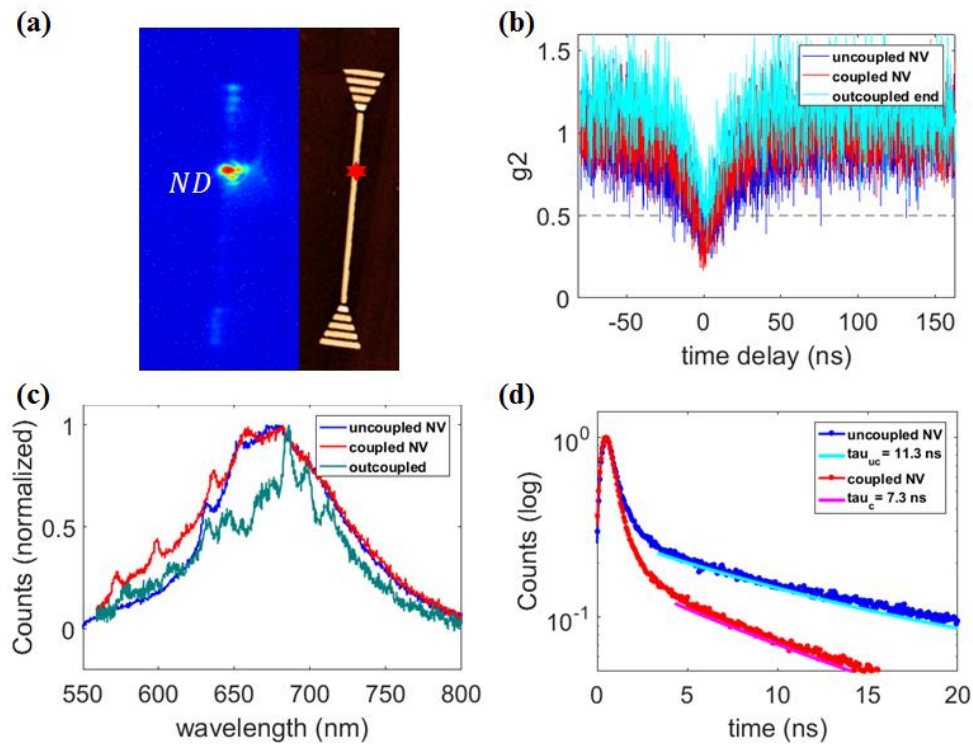 (a)
ND
(b)
1.5
1
0.5
0
g2
-50
0
50
100
150
time delay (ns)
uncoupled NV
coupled NV
outcoupled end
(c)
1
0.5
0
Counts (normalized)
550
600
650
700
750
800
wavelength (nm)
uncoupled NV
coupled NV
outcoupled
(d)
10⁰
10⁻¹
Counts (log)
0
5
10
15
20
time (ns)
uncoupled NV
tau_uc = 11.3 ns
coupled NV
tau_c = 7.3 ns